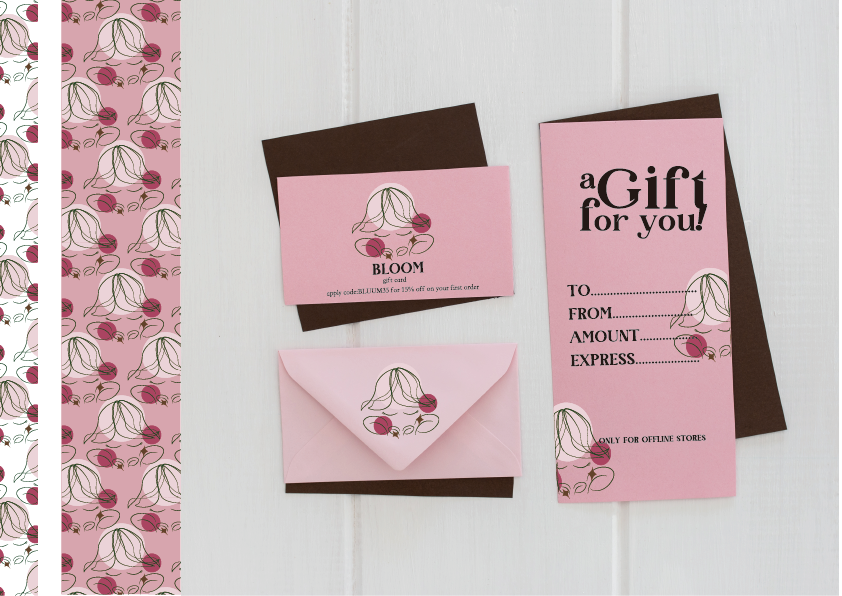 BLOOM
gift card
apply code:BLUUM35 for 15% off on your first order
a Gift
for you!
TO
FROM
AMOUNT
EXPRESS
ONLY FOR OFFLINE STORES